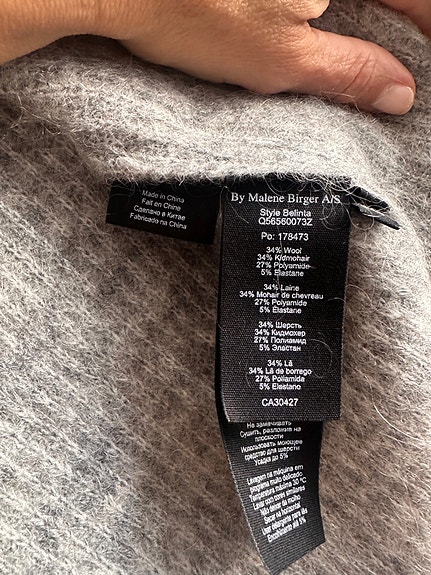 Made in China
Fait en Chine
Сделано в Китае
Fabricado na China
By Malene Birger A/S
Style Belinta
Q56560073Z
Po: 178473
34% Wool
34% Kidmohair
27% Polyamide
5% Elastane
34% Laine
34% Mohair de chevreau
27% Polyamide
5% Elastane
34% Шерсть
34% Кидмохер
27% Полиамид
5% Эластан
34% Lã
34% Lã de borrego
27% Poliamida
5% Elastano
CA30427
Не замачивать
Сушить, разложив на
плоскости
Использовать моющее
средство для шерсти
Усадка до 5%
Lavagem na máquina em
programa muito delicado
Temperatura máxima 30 °C
Lavar com cores similares
Não deixar de molho
Secar na horizontal
Usar detergente para lãs
Encolhimento até 5%